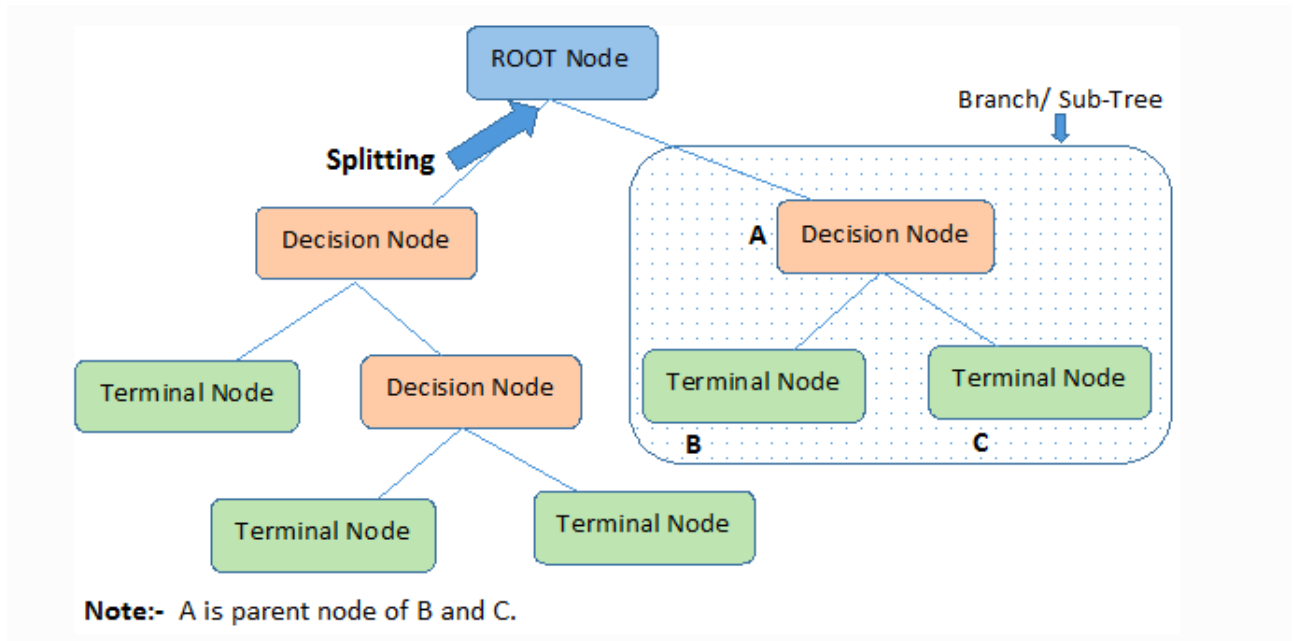 ROOT Node
Branch/ Sub-Tree
Splitting
Decision Node
A
Decision Node
Terminal Node
Decision Node
Terminal Node
Terminal Node
B
C
Terminal Node
Terminal Node
Note:- A is parent node of B and C.